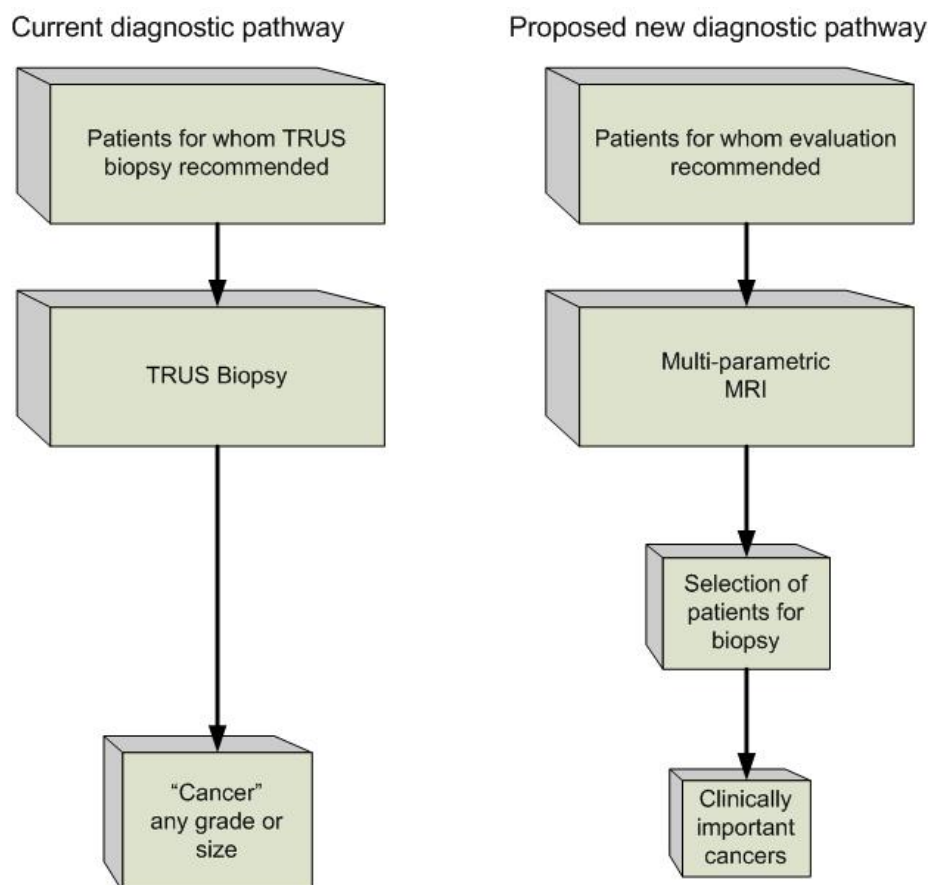 Current diagnostic pathway
Patients for whom TRUS
biopsy recommended
TRUS Biopsy
“Cancer”
any grade or
size
Proposed new diagnostic pathway
Patients for whom evaluation
recommended
Multi-parametric
MRI
Selection of
patients for
biopsy
Clinically
important
cancers